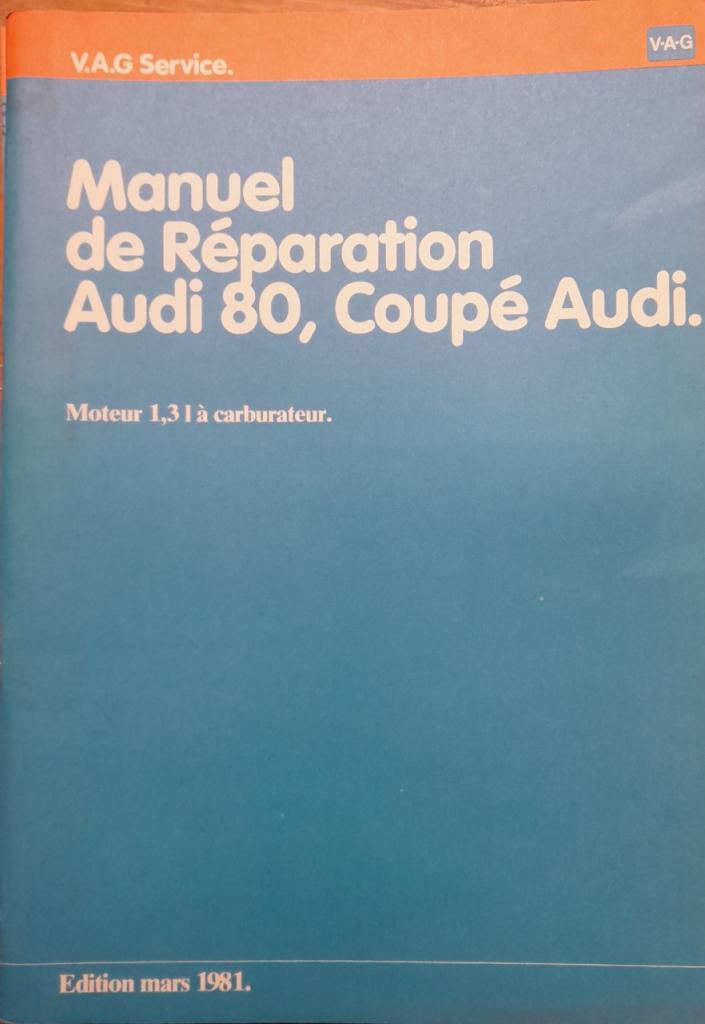 V.A.G Service.
V·A·G
Manuel
de Réparation
Audi 80, Coupé Audi.
Moteur 1,3 l à carburateur.
Edition mars 1981.